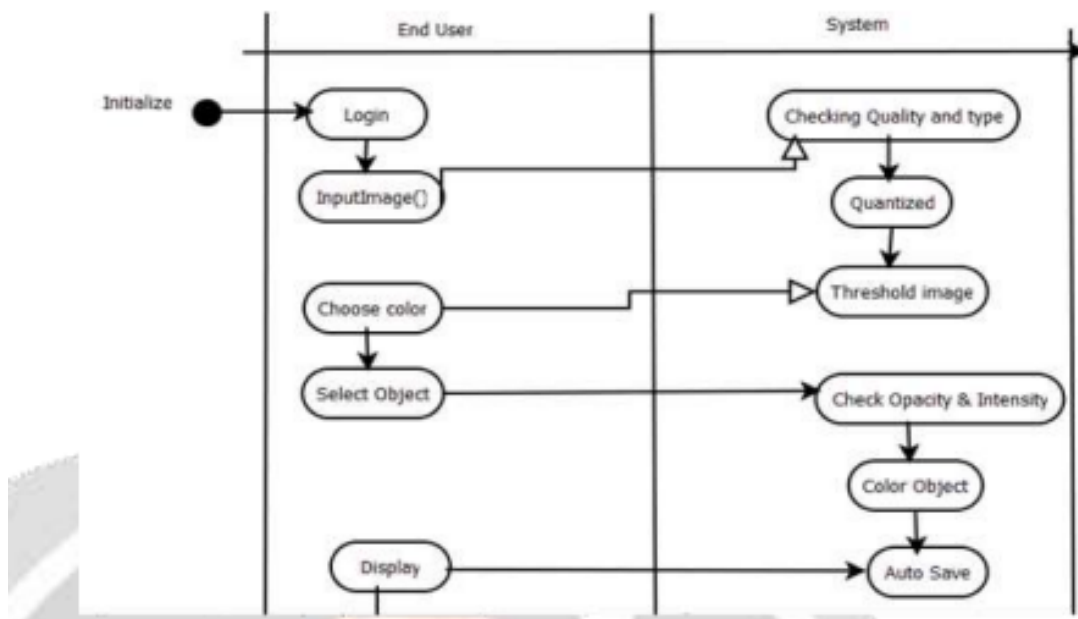 End User
System
Initialize
Login
Checking Quality and type
InputImage()
Quantized
Choose color
Threshold image
Select Object
Check Opacity & Intensity
Color Object
Display
Auto Save